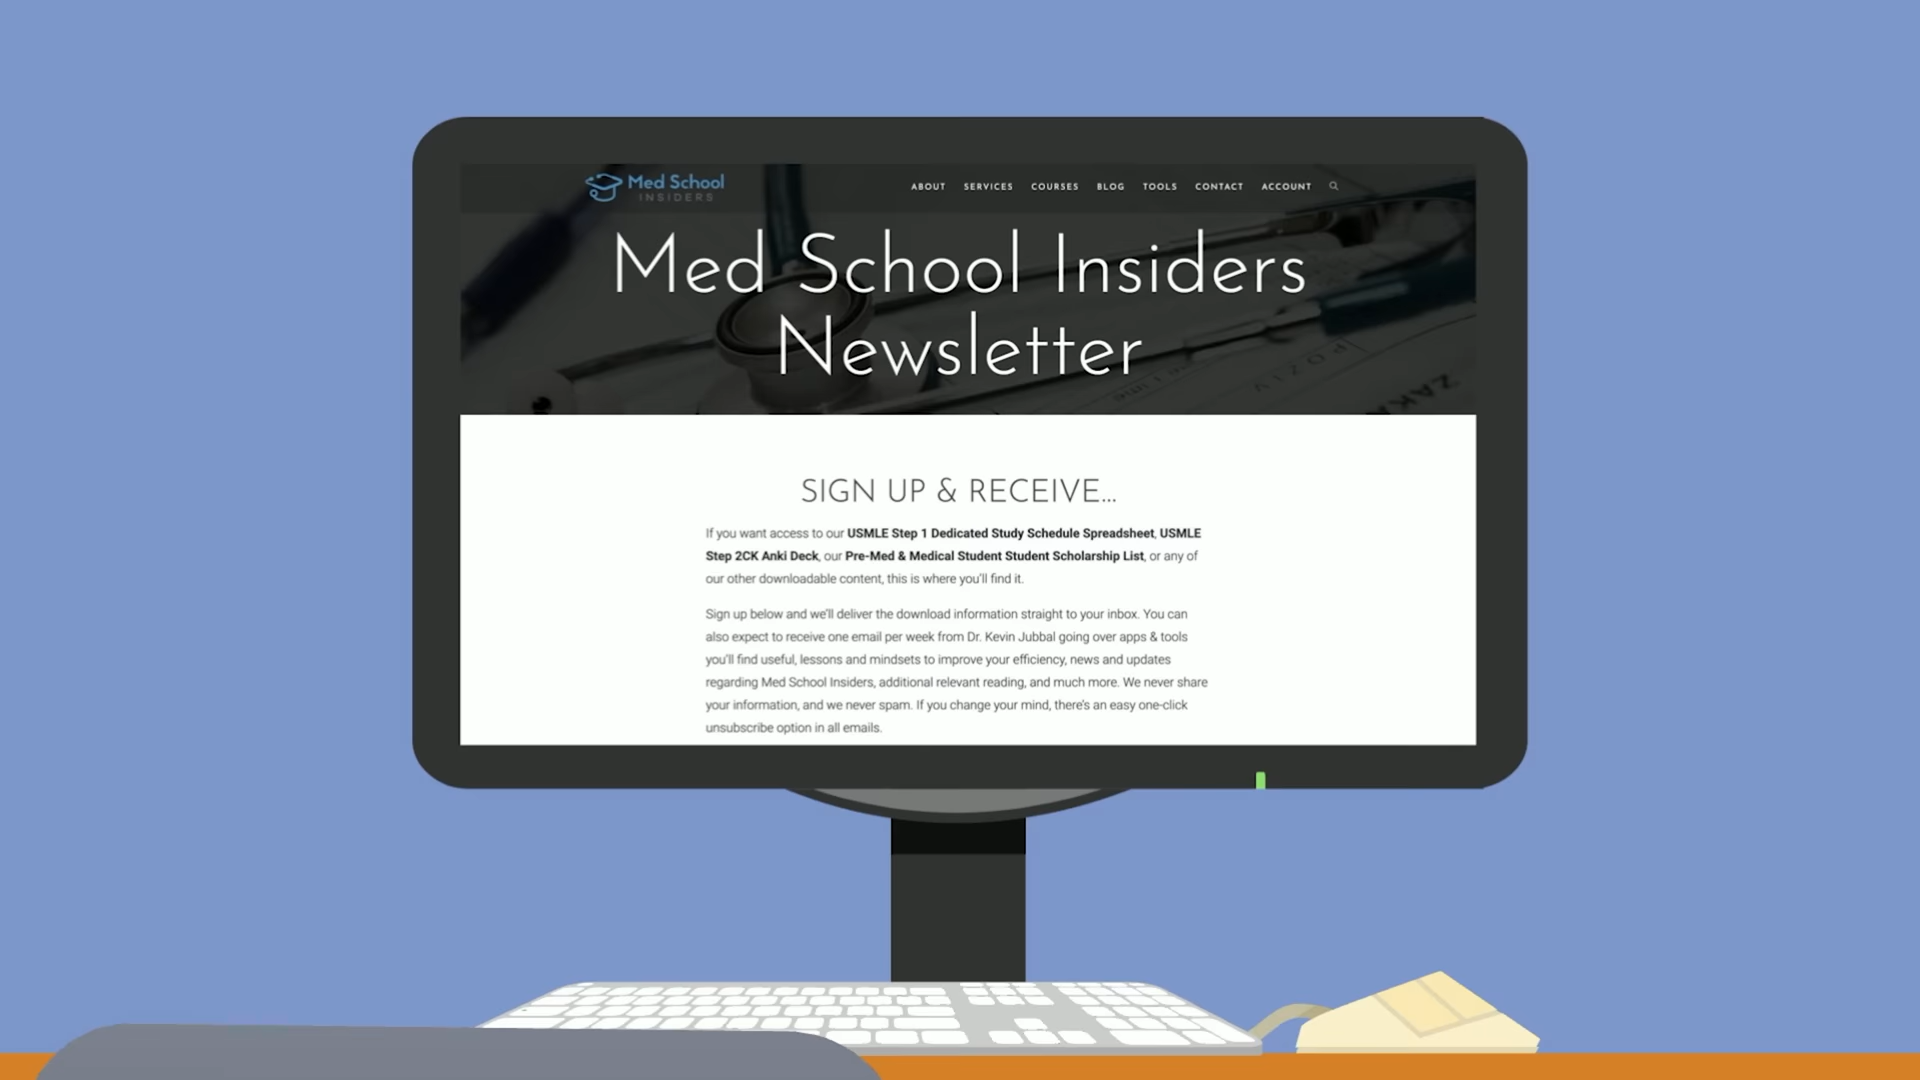 Med School
INSIDERS
ABOUT SERVICES COURSES BLOG TOOLS CONTACT ACCOUNT
Med School Insiders
Newsletter
SIGN UP & RECEIVE...
If you want access to our USMLE Step 1 Dedicated Study Schedule Spreadsheet, USMLE
Step 2CK Anki Deck, our Pre-Med & Medical Student Student Scholarship List, or any of
our other downloadable content, this is where you'll find it.
Sign up below and we'll deliver the download information straight to your inbox. You can
also expect to receive one email per week from Dr. Kevin Jubbal going over apps & tools
you'll find useful, lessons and mindsets to improve your efficiency, news and updates
regarding Med School Insiders, additional relevant reading, and much more. We never share
your information, and we never spam. If you change your mind, there's an easy one-click
unsubscribe option in all emails.